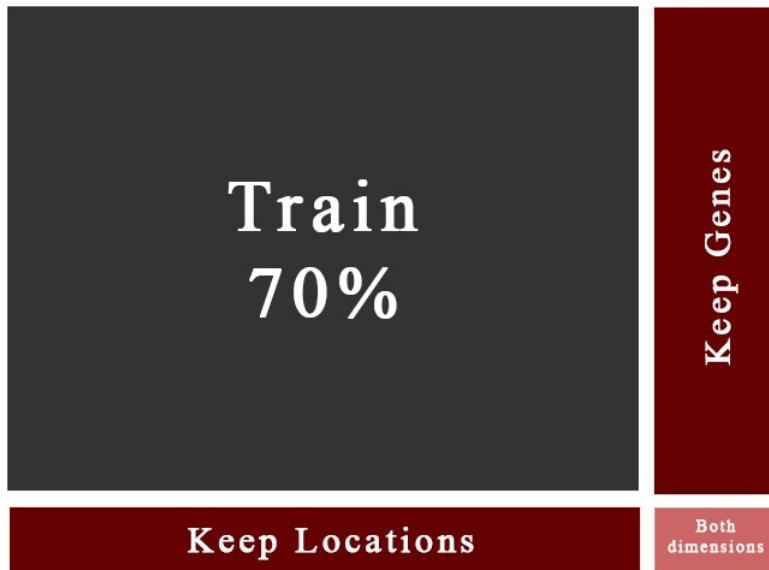 Train
70%
Keep Genes
Keep Locations
Both
dimensions